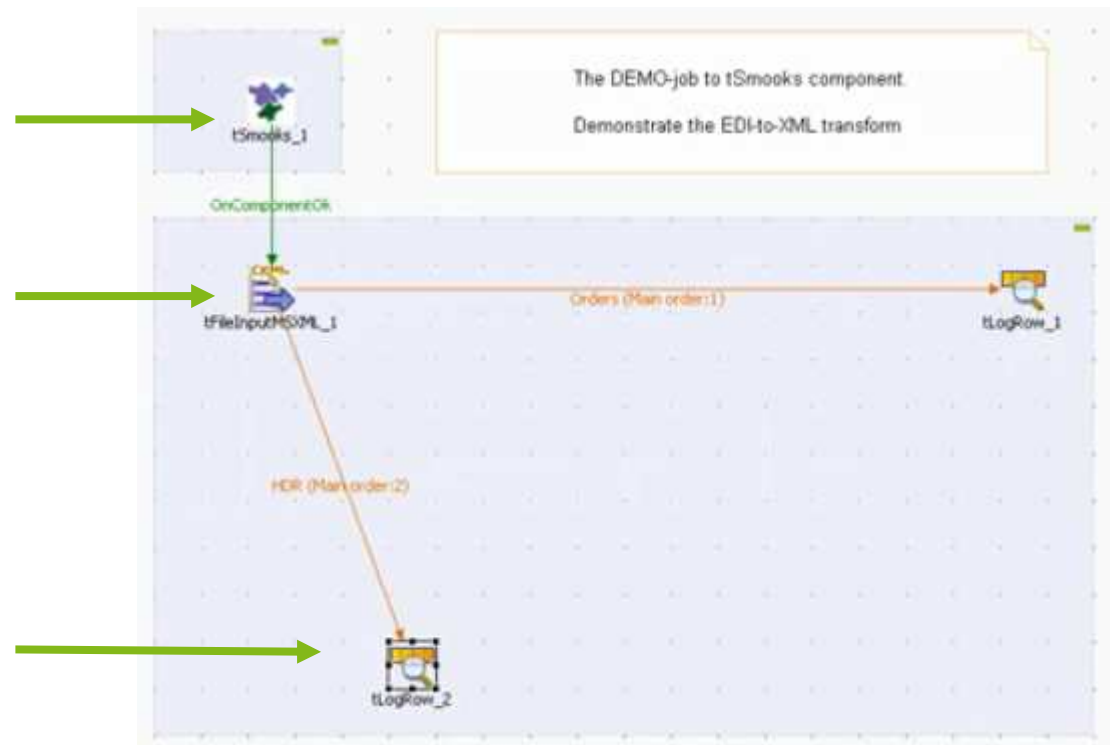 The DEMO-job to tSmooks component.
Demonstrate the EDI-to-XML transform
tSmooks_1
OnComponentOk
Orders (Main order:1)
tFileInputMSXML_1
tLogRow_1
HDR (Main order:2)
tLogRow_2